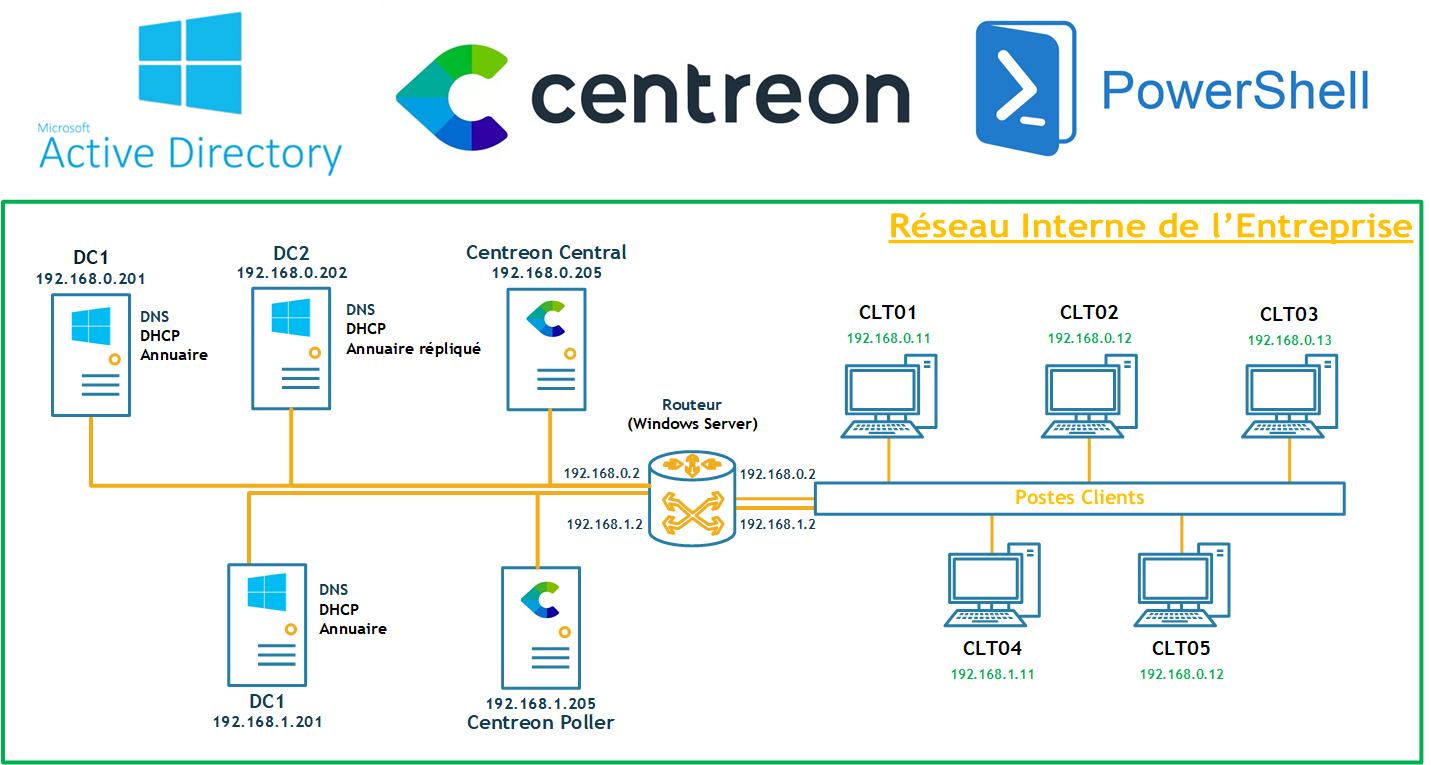 Microsoft
Active Directory
centreon
PowerShell
Réseau Interne de l'Entreprise
DC1
192.168.0.201
DNS
DHCP
Annuaire
DC2
192.168.0.202
DNS
DHCP
Annuaire répliqué
Centreon Central
192.168.0.205
CLT01
192.168.0.11
CLT02
192.168.0.12
CLT03
192.168.0.13
Routeur
(Windows Server)
192.168.0.2
192.168.0.2
192.168.1.2
192.168.1.2
Postes Clients
DNS
DHCP
Annuaire
DC1
192.168.1.201
192.168.1.205
Centreon Poller
CLT04
192.168.1.11
CLT05
192.168.0.12